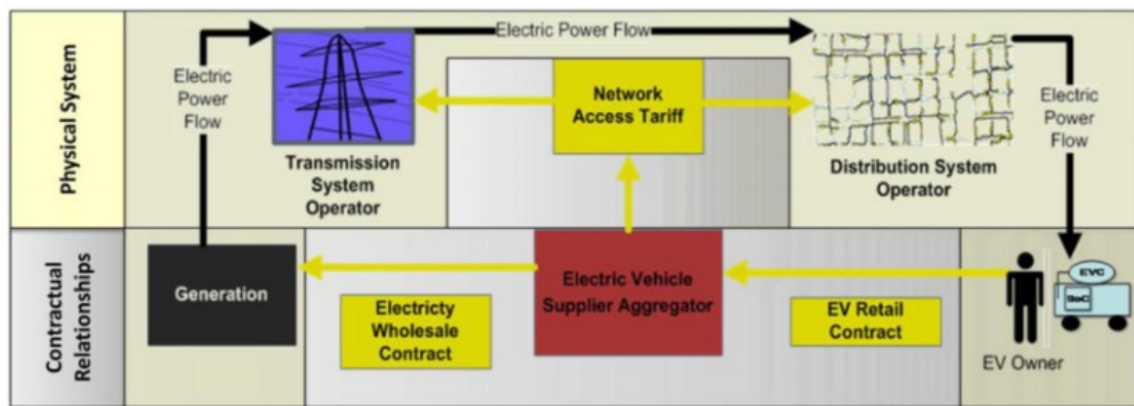 Physical System
Electric
Power
Flow
Transmission
System
Operator
Electric Power Flow
Network
Access Tariff
Distribution System
Operator
Electric
Power
Flow
Contractual
Relationships
Generation
Electricty
Wholesale
Contract
Electric Vehicle
Supplier Aggregator
EV Retail
Contract
EVC
SoC
EV Owner